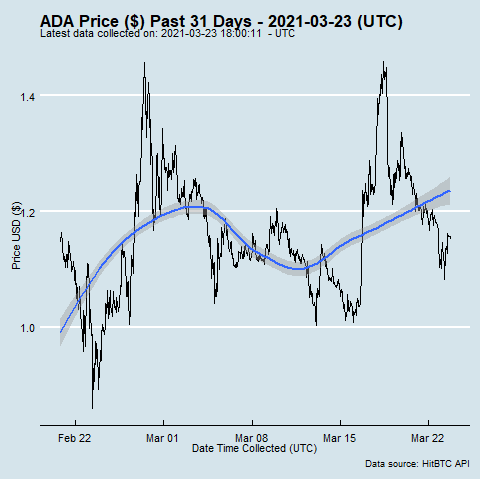 ADA Price ($) Past 31 Days - 2021-03-23 (UTC)
Latest data collected on: 2021-03-23 18:00:11  - UTC
Price USD ($)
1.4
1.2
1.0
Feb 22
Mar 01
Mar 08
Mar 15
Mar 22
Date Time Collected (UTC)
Data source: HitBTC API